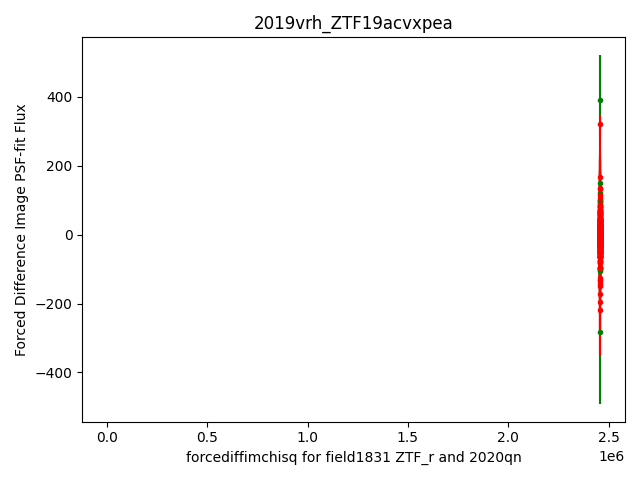 2019vrh_ZTF19acvxpea
Forced Difference Image PSF-fit Flux
400
200
0
−200
−400
0.0 0.5 1.0 1.5 2.0 2.5
1e6
forcediffimchisq for field1831 ZTF_r and 2020qn